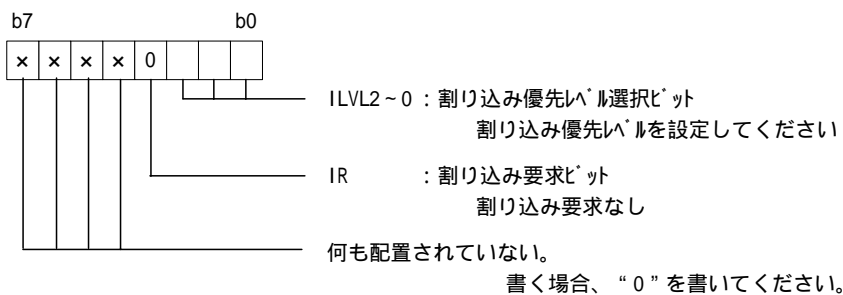 b7 b0
× × × × 0
ILVL2~0 : 割り込み優先ﾚﾍﾞﾙ選択ﾋﾞｯﾄ
割り込み優先ﾚﾍﾞﾙを設定してください
IR : 割り込み要求ﾋﾞｯﾄ
割り込み要求なし
何も配置されていない。
書く場合、“0”を書いてください。